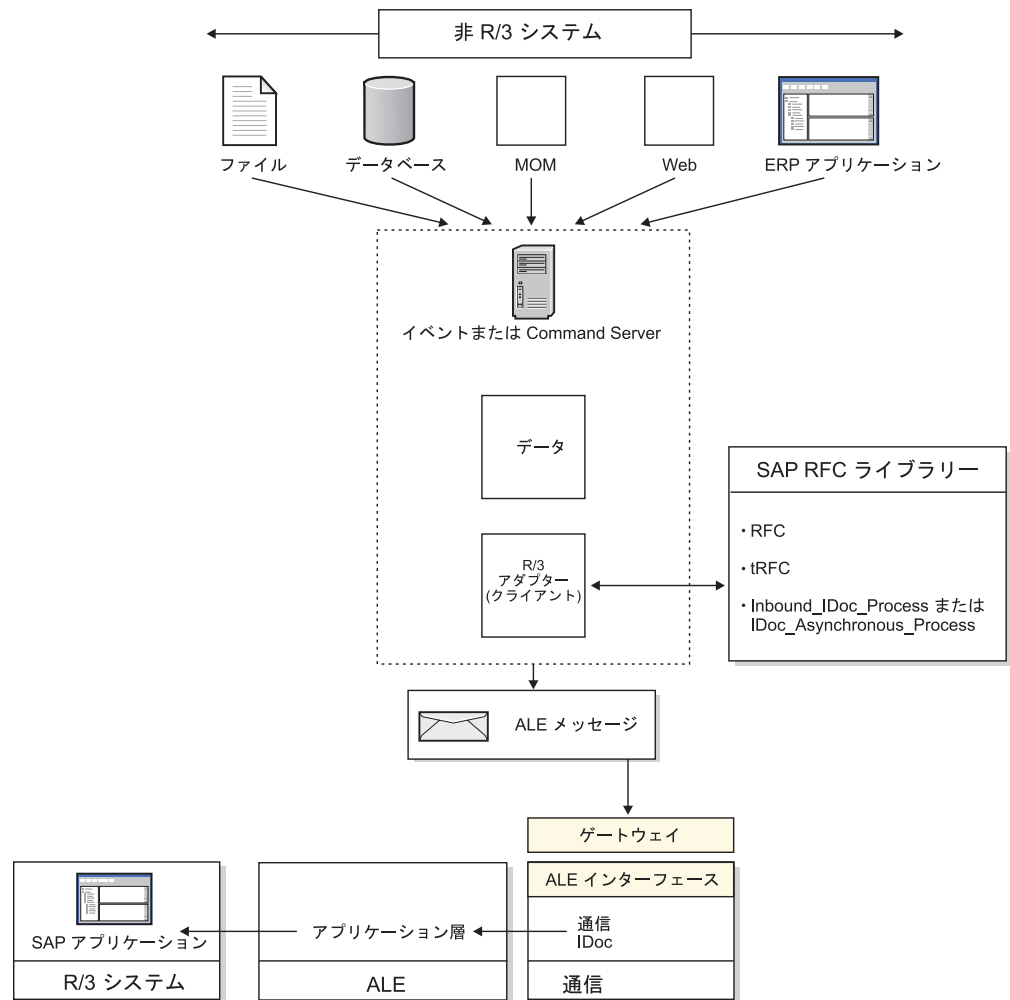 非 R/3 システム
ファイル
データベース
MOM
Web
ERP アプリケーション
イベントまたは Command Server
データ
SAP RFC ライブラリー
・RFC
・tRFC
・Inbound_IDoc_Process または
IDoc_Asynchronous_Process
R/3
アダプター
(クライアント)
ALE メッセージ
ゲートウェイ
ALE インターフェース
通信
IDoc
アプリケーション層
SAP アプリケーション
R/3 システム
ALE
通信